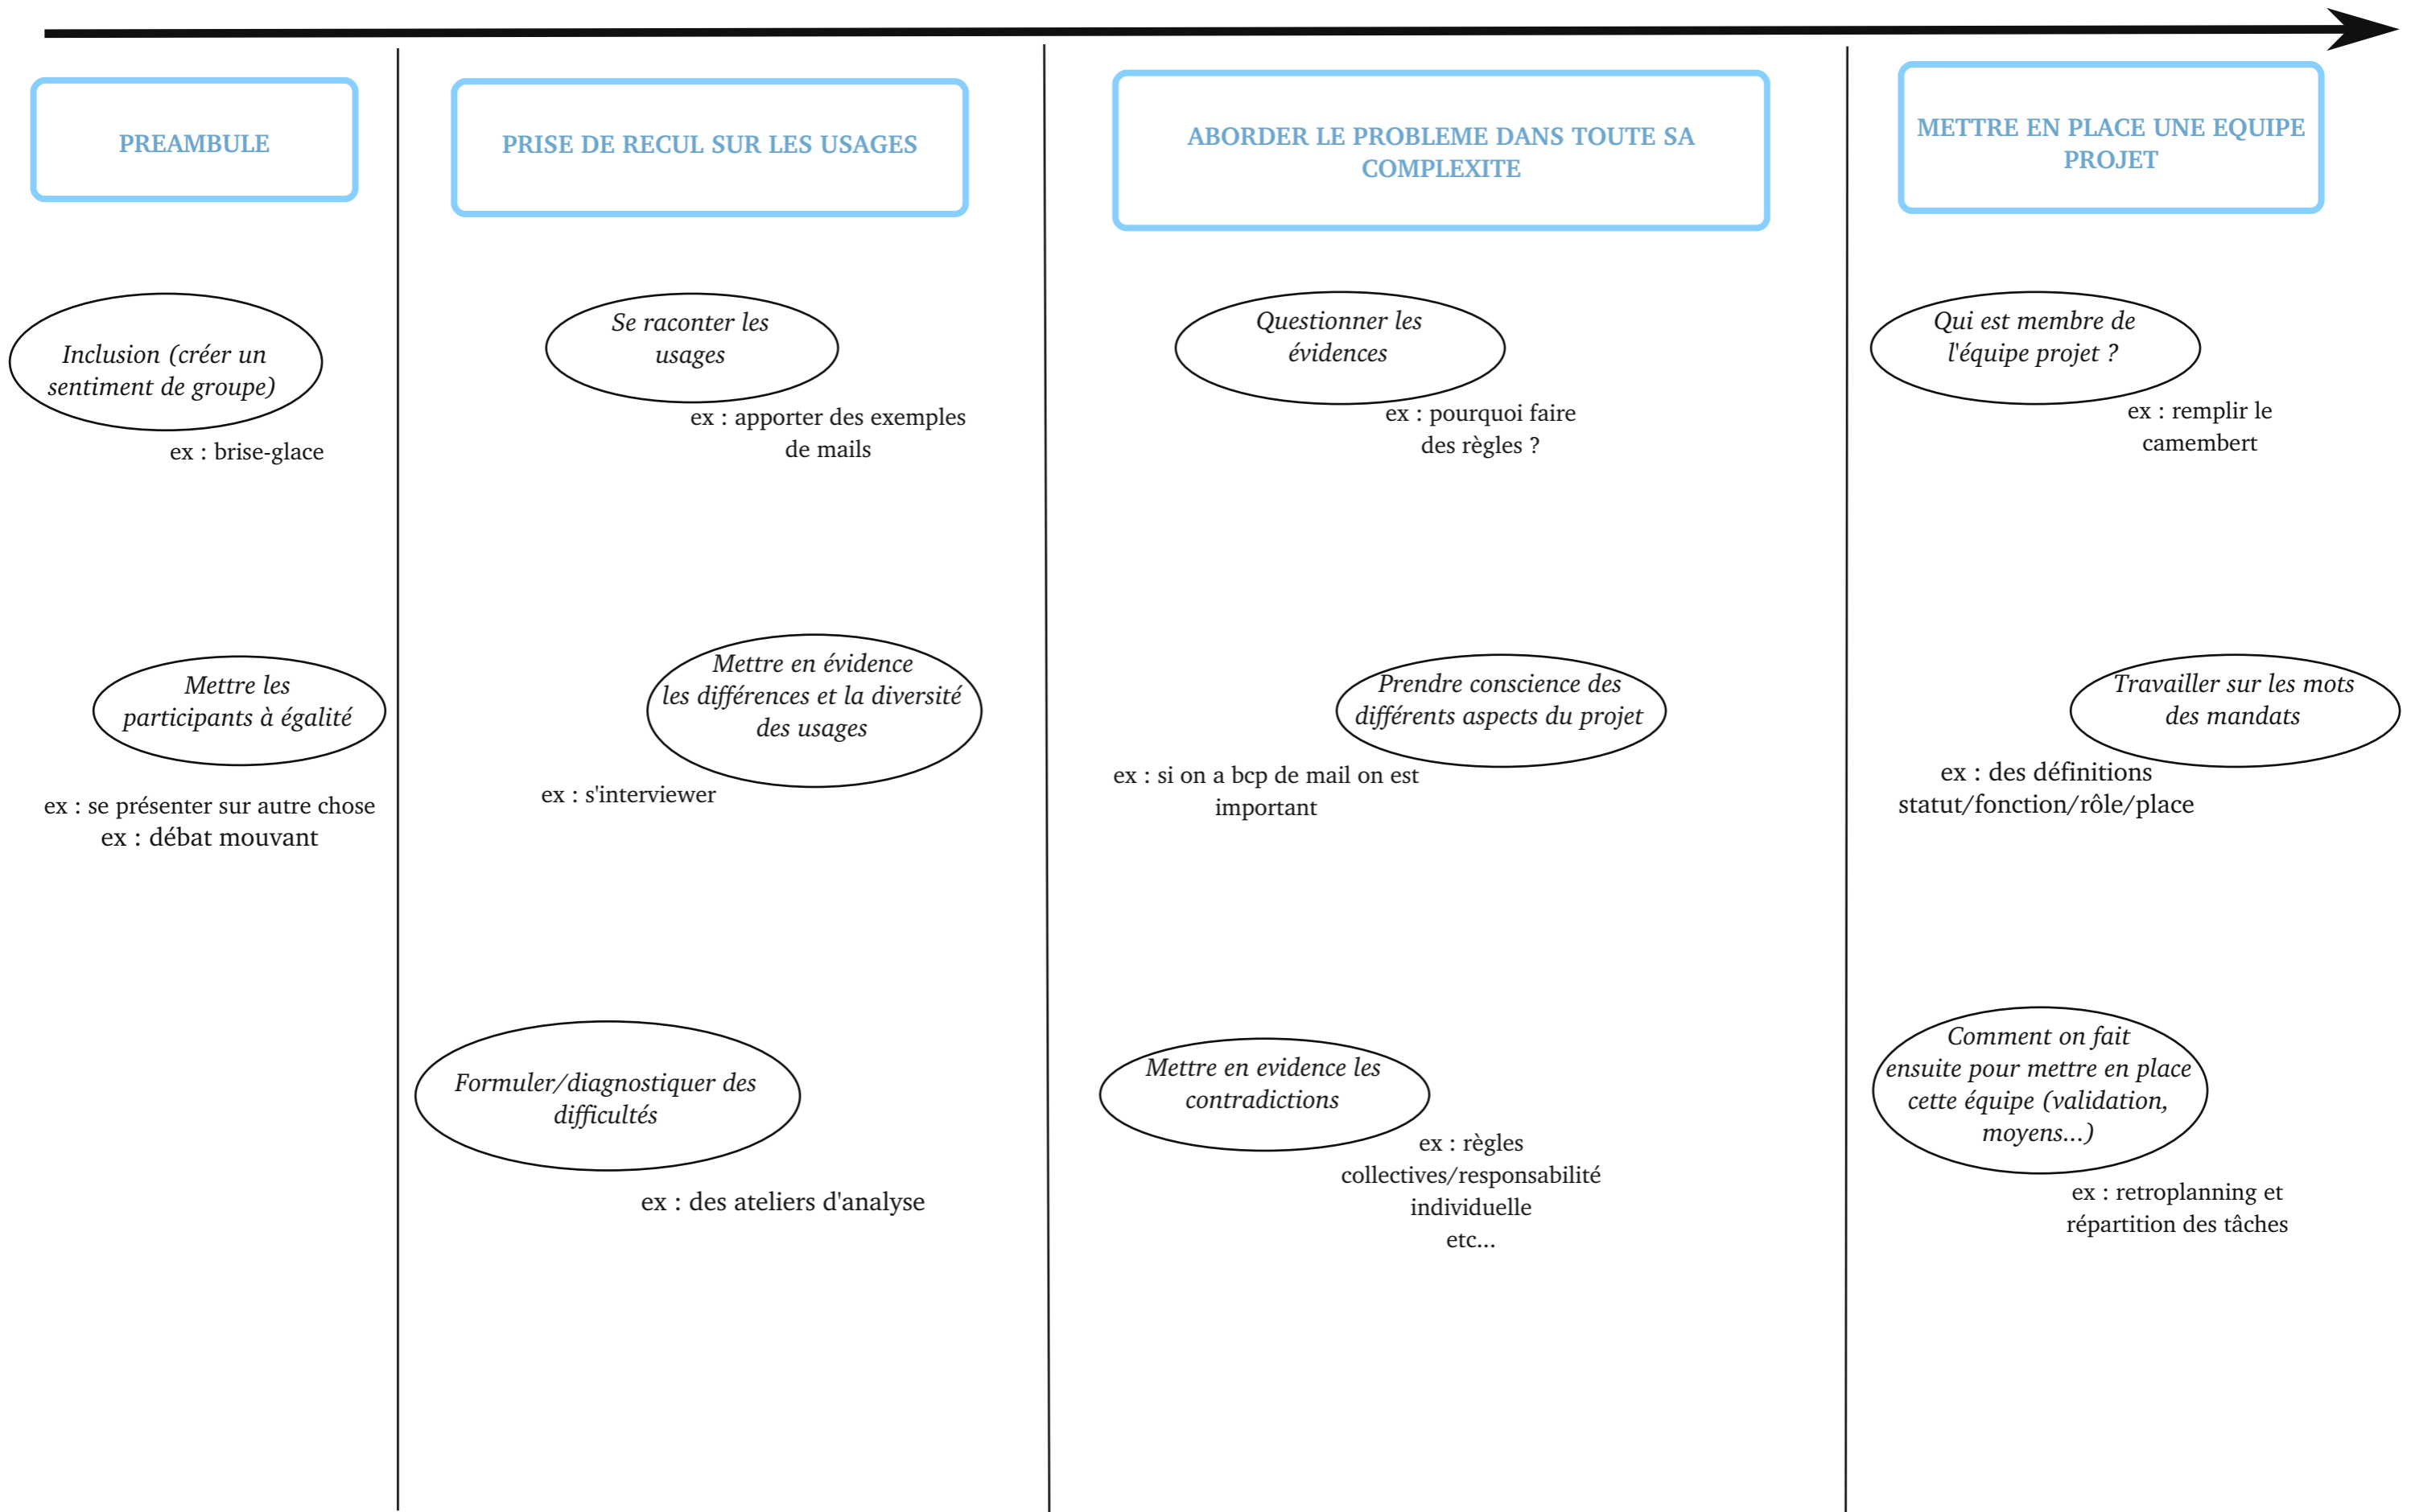 PREAMBULE
Inclusion (créer un
sentiment de groupe)
ex : brise-glace
Mettre les
participants à égalité
ex : se présenter sur autre chose
ex : débat mouvant
PRISE DE RECUL SUR LES USAGES
Se raconter les
usages
ex : apporter des exemples
de mails
Mettre en évidence
les différences et la diversité
des usages
ex : s'interviewer
Formuler/diagnostiquer des
difficultés
ex : des ateliers d'analyse
ABORDER LE PROBLEME DANS TOUTE SA
COMPLEXITE
Questionner les
évidences
ex : pourquoi faire
des règles ?
Prendre conscience des
différents aspects du projet
ex : si on a bcp de mail on est
important
Mettre en evidence les
contradictions
ex : règles
collectives/responsabilité
individuelle
etc...
METTRE EN PLACE UNE EQUIPE
PROJET
Qui est membre de
l'équipe projet ?
ex : remplir le
camembert
Travailler sur les mots
des mandats
ex : des définitions
statut/fonction/rôle/place
Comment on fait
ensuite pour mettre en place
cette équipe (validation,
moyens...)
ex : retroplanning et
répartition des tâches